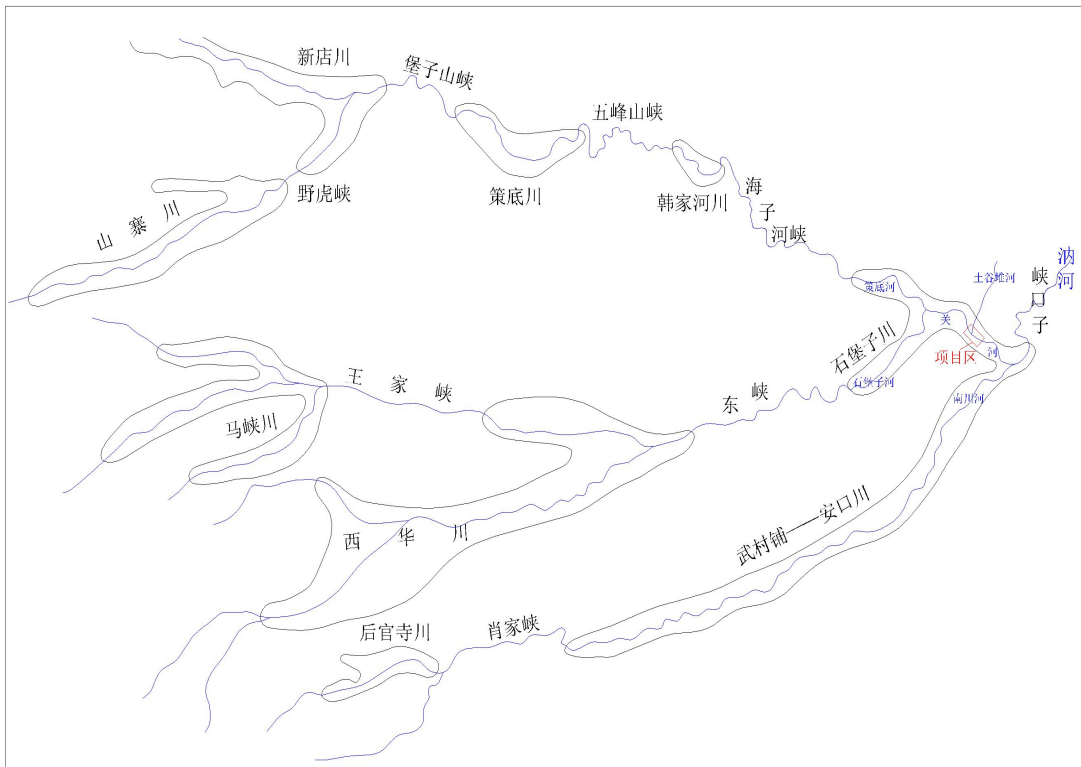 新店川
堡子山峡
五峰山峡
野虎峡
策底川
韩家河川
海子河峡
山寨川
汭河
峡口子
土谷堆河
策底河
关河
项目区
石堡子川
石堡子河
南川河
王家峡
东峡
马峡川
西华川
武村铺——安口川
后官寺川
肖家峡